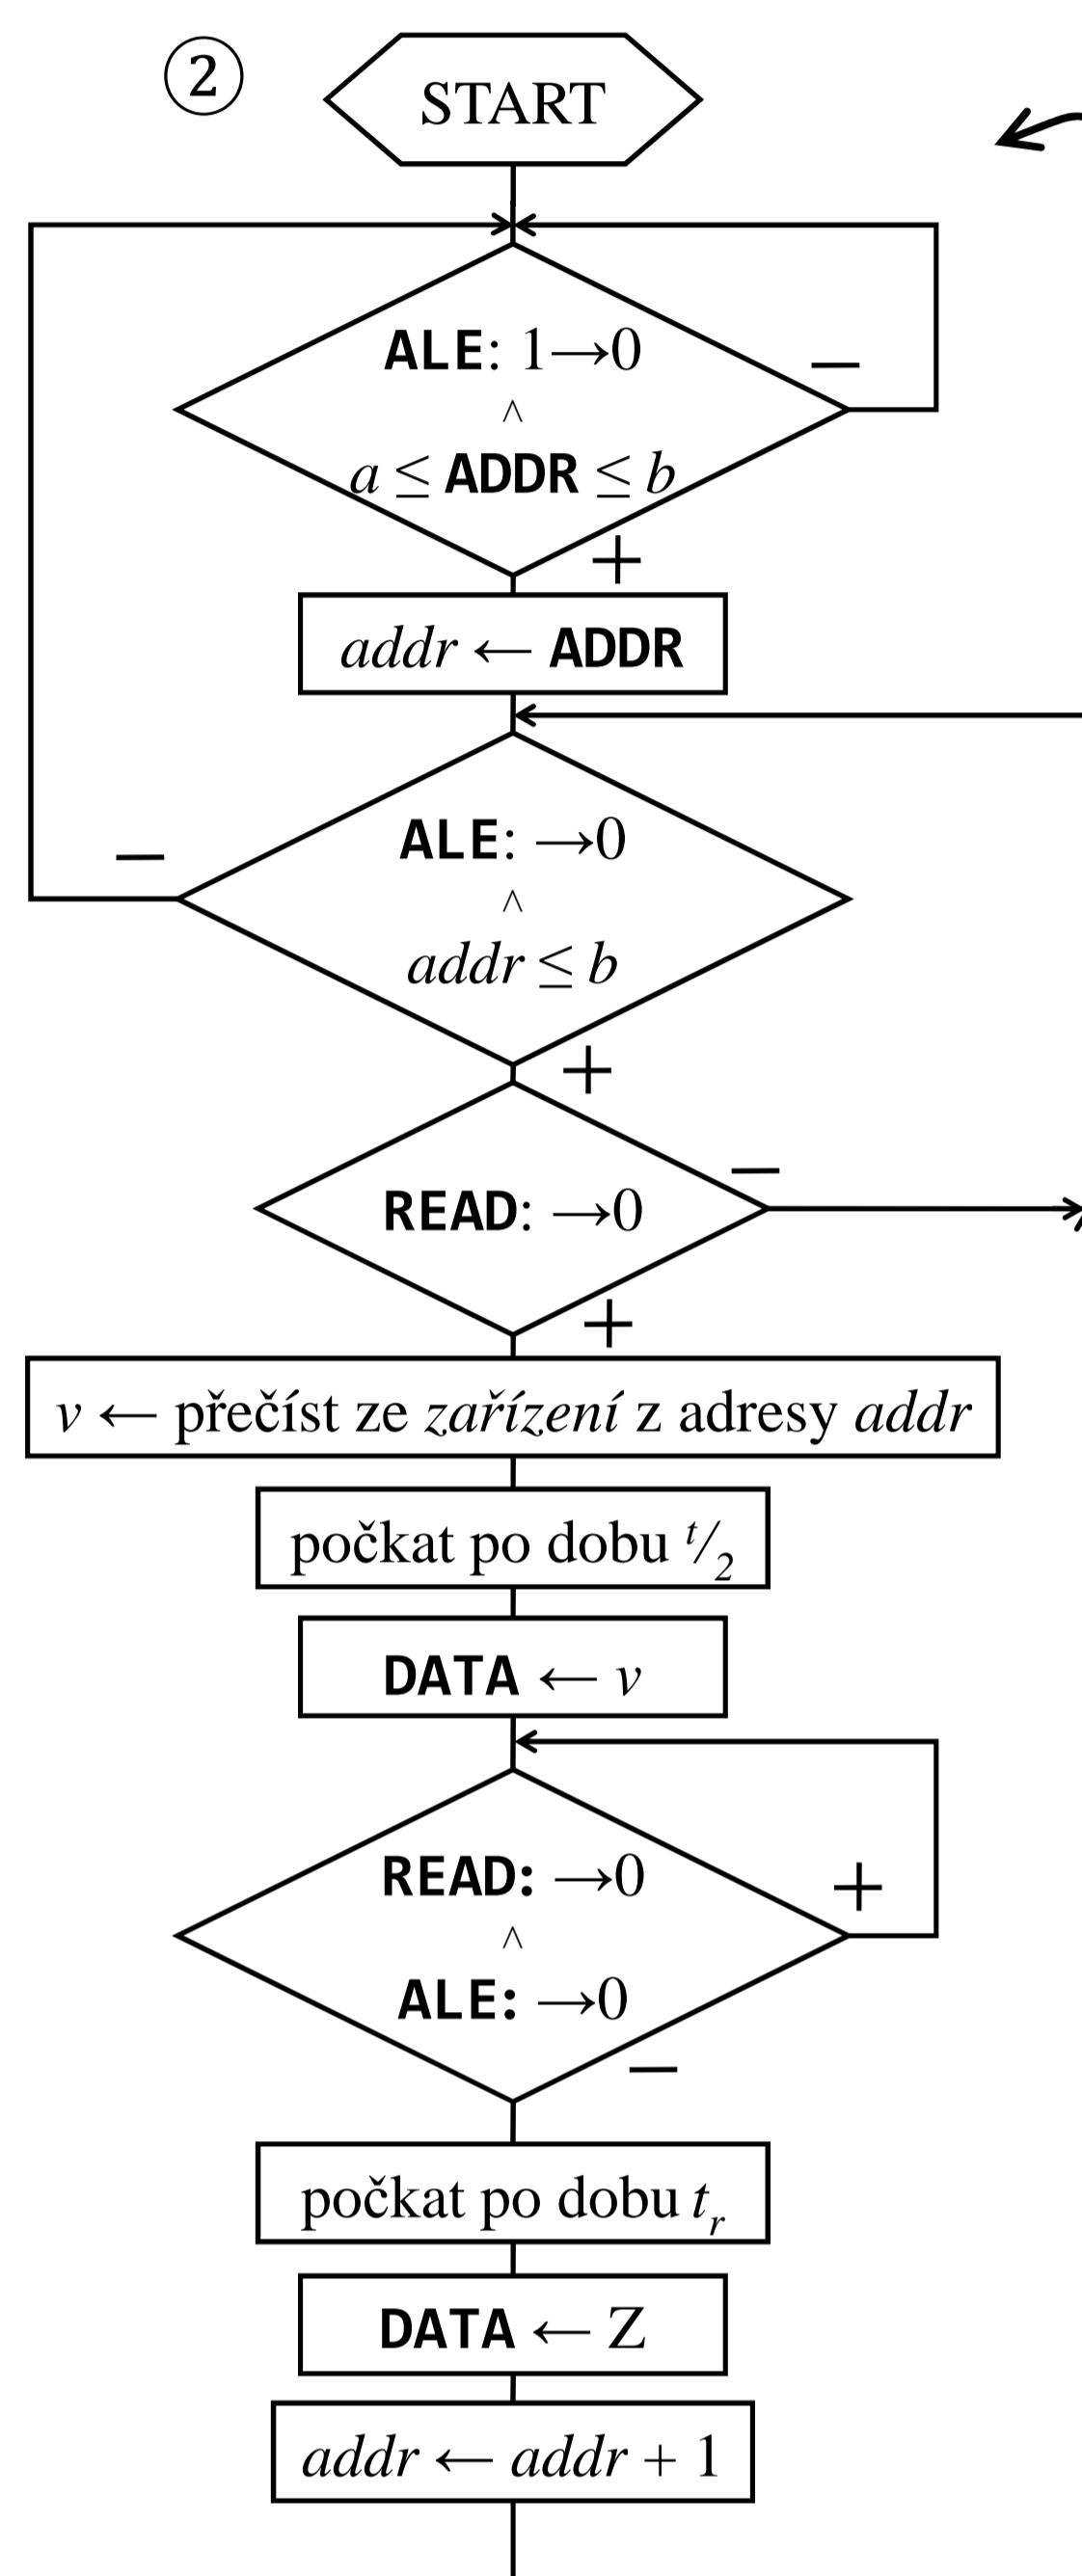 ②
START
ALE: 1→0
^
a ≤ ADDR ≤ b
−
+
addr ← ADDR
ALE: →0
^
addr ≤ b
−
+
READ: →0
−
+
v ← přečíst ze zařízení z adresy addr
počkat po dobu t/2
DATA ← v
READ: →0
^
ALE: →0
+
−
počkat po dobu tr
DATA ← Z
addr ← addr + 1